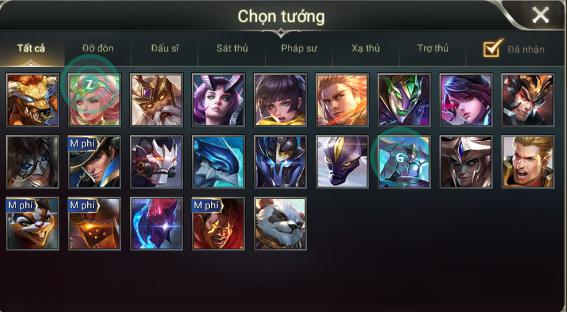 Chọn tướng
Tất cả Đỡ đòn Đấu sĩ Sát thủ Pháp sư Xạ thủ Trợ thủ Đã nhận
Z
M phí G
M phí M phí M phí